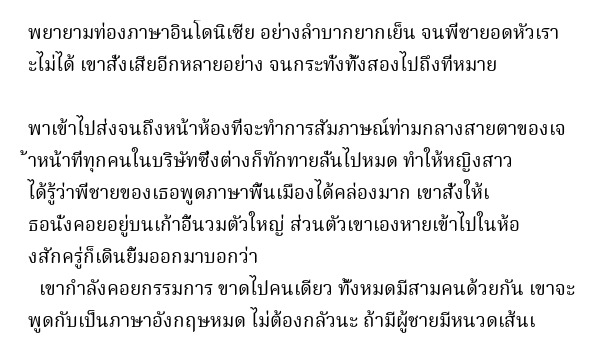 พยายามท่องภาษาอินโดนิเซีย อย่างลำบากยากเย็น จนพี่ชายอดหัวเรา
ะไม่ได้ เขาสั่งเสียอีกหลายอย่าง จนกระทั่งทั้งสองไปถึงที่หมาย
พาเข้าไปส่งจนถึงหน้าห้องที่จะทำการสัมภาษณ์ท่ามกลางสายตาของเจ
้าหน้าที่ทุกคนในบริษัทซึ่งต่างก็ทักทายลั่นไปหมด ทำให้หญิงสาว
ได้รู้ว่าพี่ชายของเธอพูดภาษาพื้นเมืองได้คล่องมาก เขาสั่งให้เ
ธอนั่งคอยอยู่บนเก้าอี้นวมตัวใหญ่ ส่วนตัวเขาเองหายเข้าไปในห้อ
งสักครู่ก็เดินยิ้มออกมาบอกว่า
เขากำลังคอยกรรมการ ขาดไปคนเดียว ทั้งหมดมีสามคนด้วยกัน เขาจะ
พูดกับเป็นภาษาอังกฤษหมด ไม่ต้องกลัวนะ ถ้ามีผู้ชายมีหนวดเส้นเ